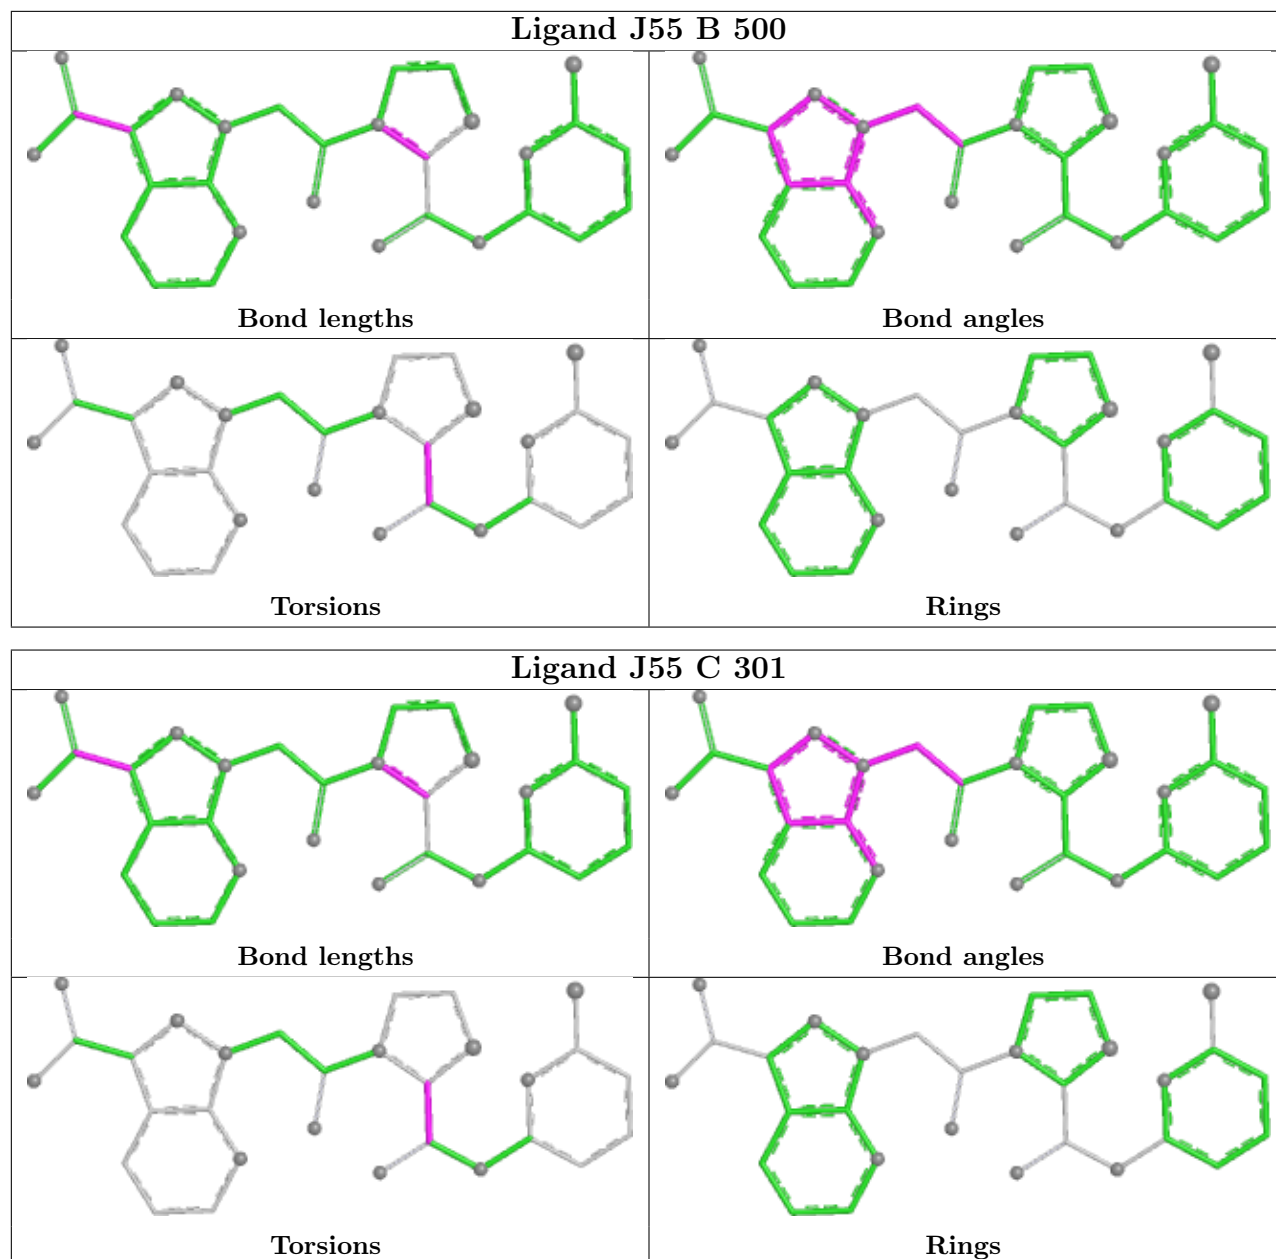 Ligand J55 B 500
Bond lengths
Bond angles
Torsions
Rings
Ligand J55 C 301
Bond lengths
Bond angles
Torsions
Rings